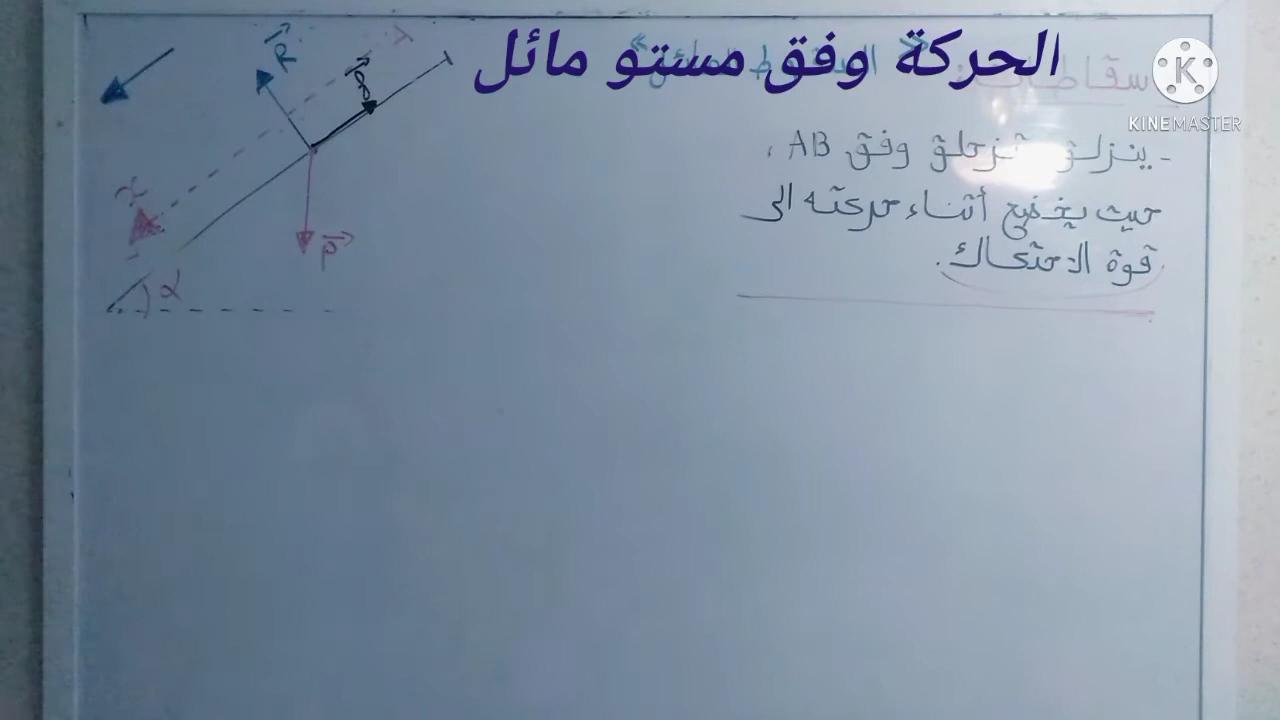 الحركة وفق مستو مائل
KINEMASTER
- ينزلق متزحلق وفق AB ،
حيث يخضع أثناء حركته الى
قوة الاحتكاك.
R
P
x
α